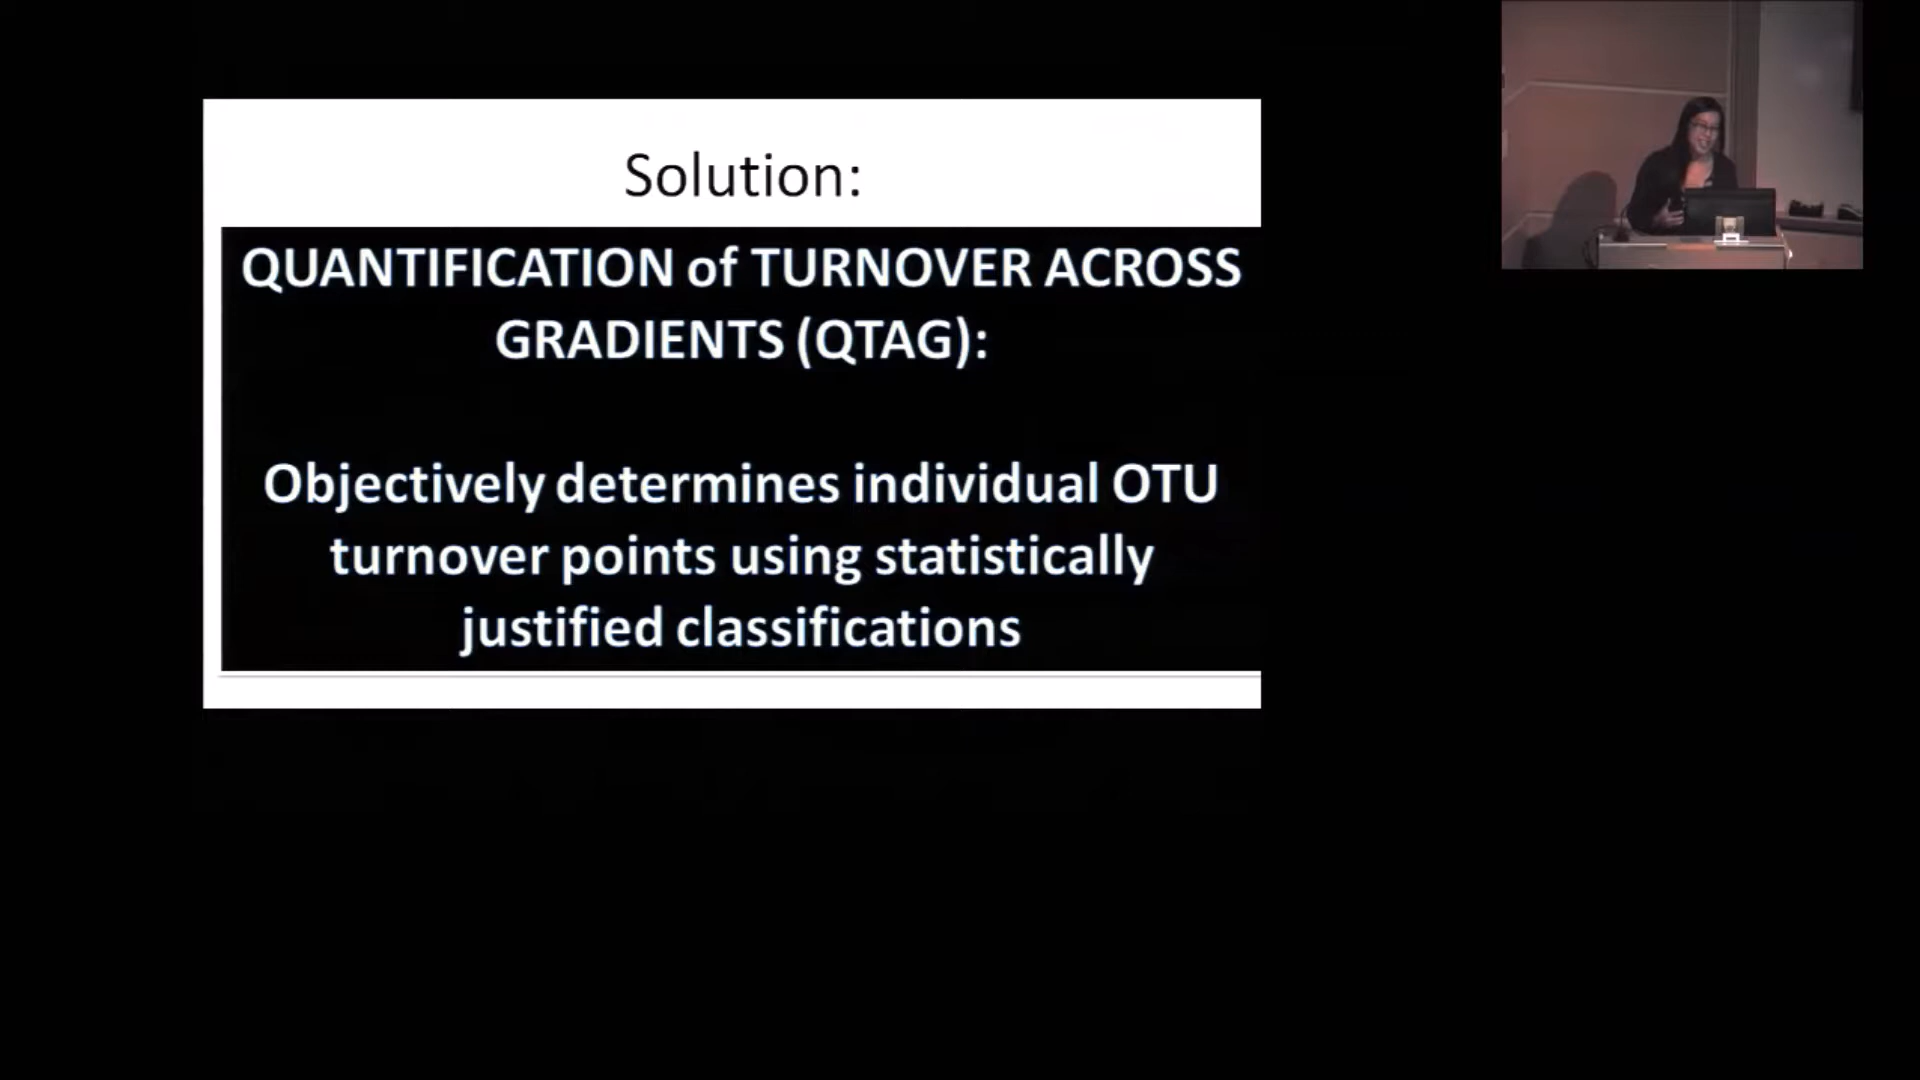 Solution:
QUANTIFICATION of TURNOVER ACROSS
GRADIENTS (QTAG):
Objectively determines individual OTU
turnover points using statistically
justified classifications